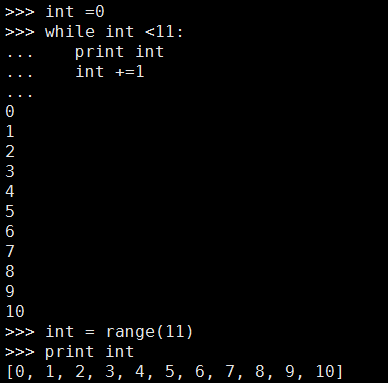 >>> int =0
>>> while int <11:
...    print int
...    int +=1
...
0
1
2
3
4
5
6
7
8
9
10
>>> int = range(11)
>>> print int
[0, 1, 2, 3, 4, 5, 6, 7, 8, 9, 10]